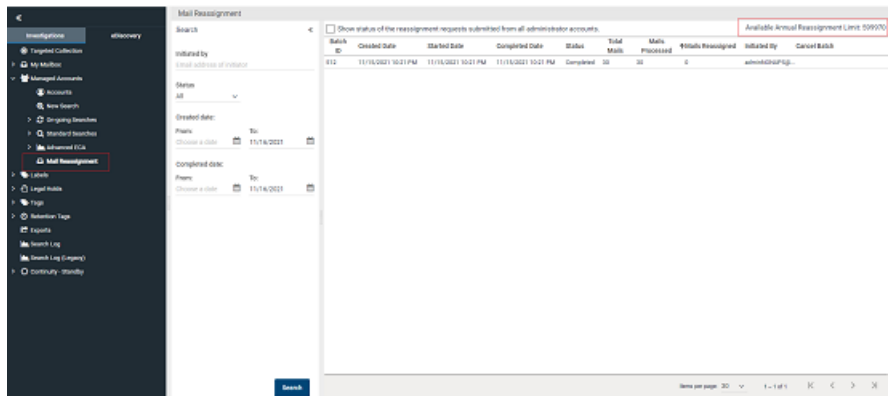 Mail Reassignment
Investigations eDiscovery
Targeted Collection
My Mailbox
Managed Accounts
Accounts
New Search
On-going Searches
Standard Searches
Advanced ECA
Mail Reassignment
Labels
Legal Holds
Tags
Retention Tags
Exports
Search Log
Search Log (Legacy)
Continuity - Standby
Search
Initiated by
Email address of initiator
Status
All
Created date:
From: To:
Choose a date 11/16/2021
Completed date:
From: To:
Choose a date 11/16/2021
Search
Show status of the reassignment requests submitted from all administrator accounts.
Available Annual Reassignment Limit: 599970
Batch ID Created Date Started Date Completed Date Status Total Mails Mails Processed Mails Reassigned Initiated By Cancel Batch
11/15/2021 10:21 PM 11/15/2021 10:21 PM 11/15/2021 10:21 PM Completed 30 30 0
Items per page 30 1 – 1 of 1